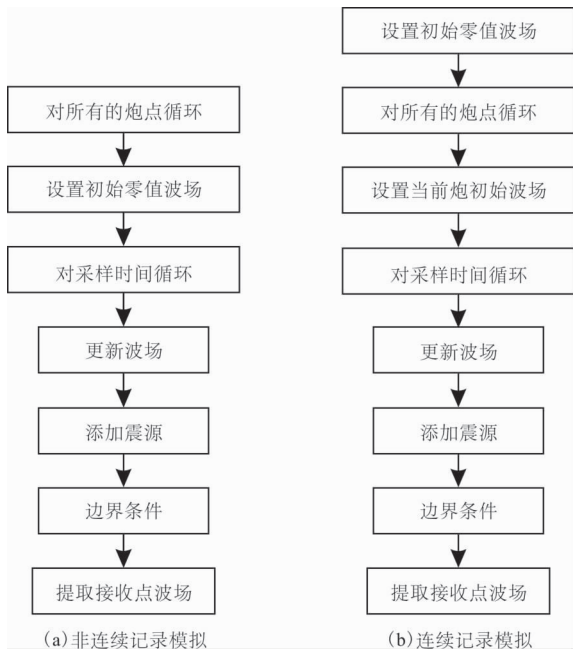 对所有的炮点循环
设置初始零值波场
对采样时间循环
更新波场
添加震源
边界条件
提取接收点波场
(a)非连续记录模拟
设置初始零值波场
对所有的炮点循环
设置当前炮初始波场
对采样时间循环
更新波场
添加震源
边界条件
提取接收点波场
(b)连续记录模拟